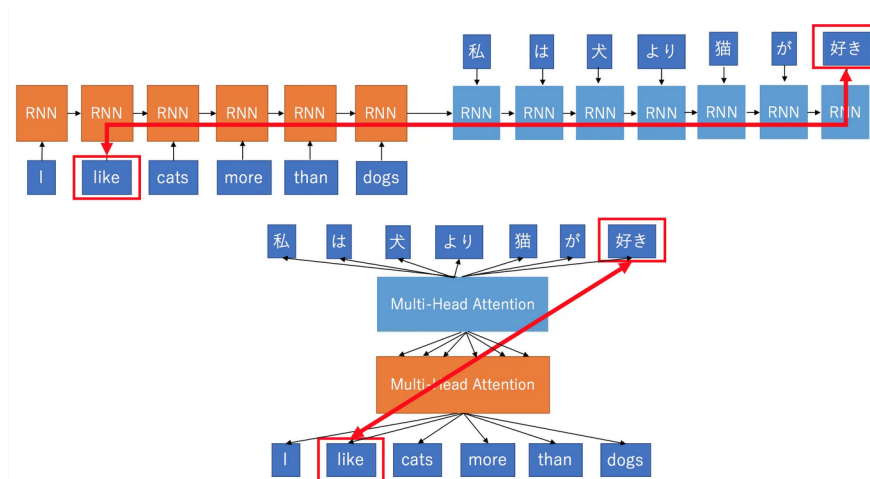 私 は 犬 より 猫 が 好き
RNN RNN RNN RNN RNN RNN RNN RNN RNN RNN RNN RNN RNN
I like cats more than dogs
私 は 犬 より 猫 が 好き
Multi-Head Attention
Multi-Head Attention
I like cats more than dogs